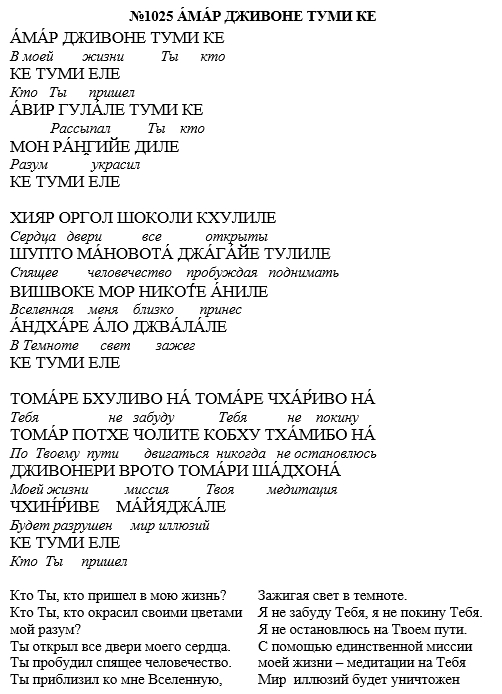 №1025 А́МА́Р ДЖИВОНЕ ТУМИ КЕ
А́МА́Р ДЖИВОНЕ ТУМИ КЕ
В моей жизни Ты кто
КЕ ТУМИ ЕЛЕ
Кто Ты пришел
А́ВИР ГУЛА́ЛЕ ТУМИ КЕ
Рассыпал Ты кто
МОН РА́Н̣ГИЙЕ ДИЛЕ
Разум украсил
КЕ ТУМИ ЕЛЕ
ХИЯР ОРГОЛ ШОКОЛИ КХУЛИЛЕ
Сердца двери все открыты
ШУПТО МА́НОВОТА́ ДЖА́ГА́ЙЕ ТУЛИЛЕ
Спящее человечество пробуждая поднимать
ВИШВОКЕ МОР НИКОТ́Е А́НИЛЕ
Вселенная меня близко принес
А́НДХА́РЕ А́ЛО ДЖВА́ЛА́ЛЕ
В Темноте свет зажег
КЕ ТУМИ ЕЛЕ
ТОМА́РЕ БХУЛИВО НА́ ТОМА́РЕ ЧХА́Р́ИВО НА́
Тебя не забуду Тебя не покину
ТОМА́Р ПОТХЕ ЧОЛИТЕ КОБХУ ТХА́МИБО НА́
По Твоему пути двигаться никогда не остановлюсь
ДЖИВОНЕРИ ВРОТО ТОМА́РИ ША́ДХОНА́
Моей жизни миссия Твоя медитация
ЧХИНР́ИВЕ МА́ЙЯДЖА́ЛЕ
Будет разрушен мир иллюзий
КЕ ТУМИ ЕЛЕ
Кто Ты пришел
Кто Ты, кто пришел в мою жизнь?
Кто Ты, кто окрасил своими цветами
мой разум?
Ты открыл все двери моего сердца.
Ты пробудил спящее человечество.
Ты приблизил ко мне Вселенную,
Зажигая свет в темноте.
Я не забуду Тебя, я не покину Тебя.
Я не остановлюсь на Твоем пути.
С помощью единственной миссии
моей жизни – медитации на Тебя
Мир иллюзий будет уничтожен